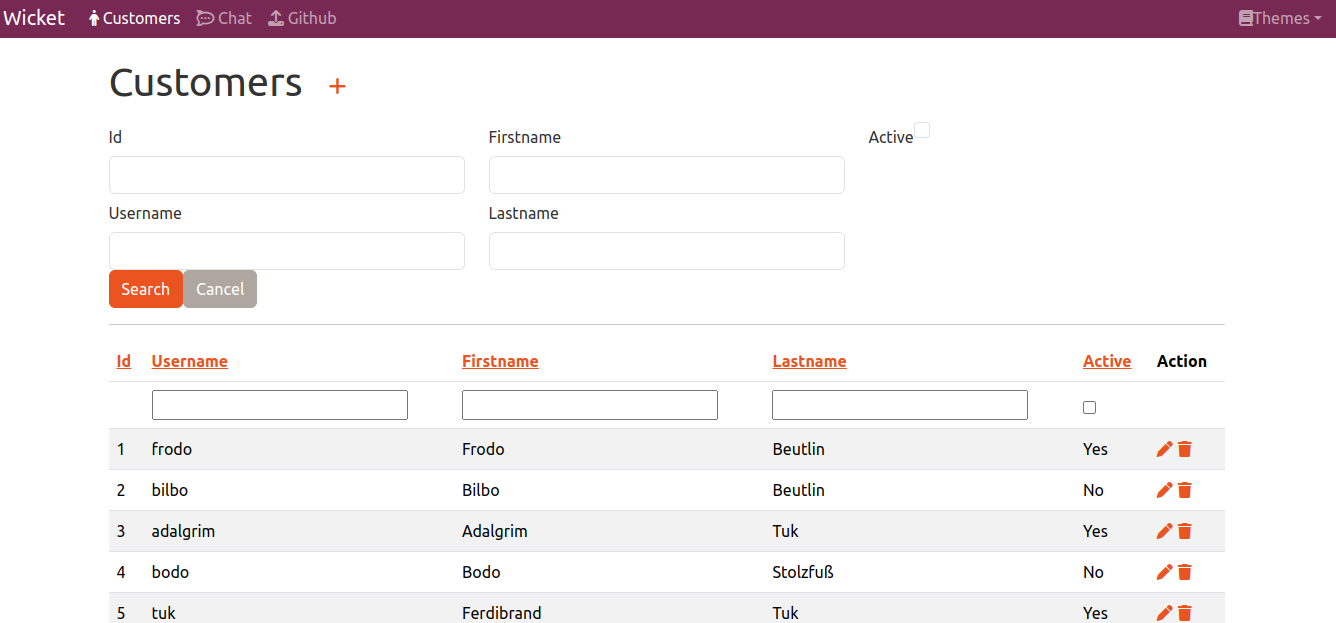 Wicket Customers Chat Github Themes
Customers +
Id Firstname Active
Username Lastname
Search Cancel
Id Username Firstname Lastname Active Action
1 frodo Frodo Beutlin Yes
2 bilbo Bilbo Beutlin No
3 adalgrim Adalgrim Tuk Yes
4 bodo Bodo Stolzfuß No
5 tuk Ferdibrand Tuk Yes